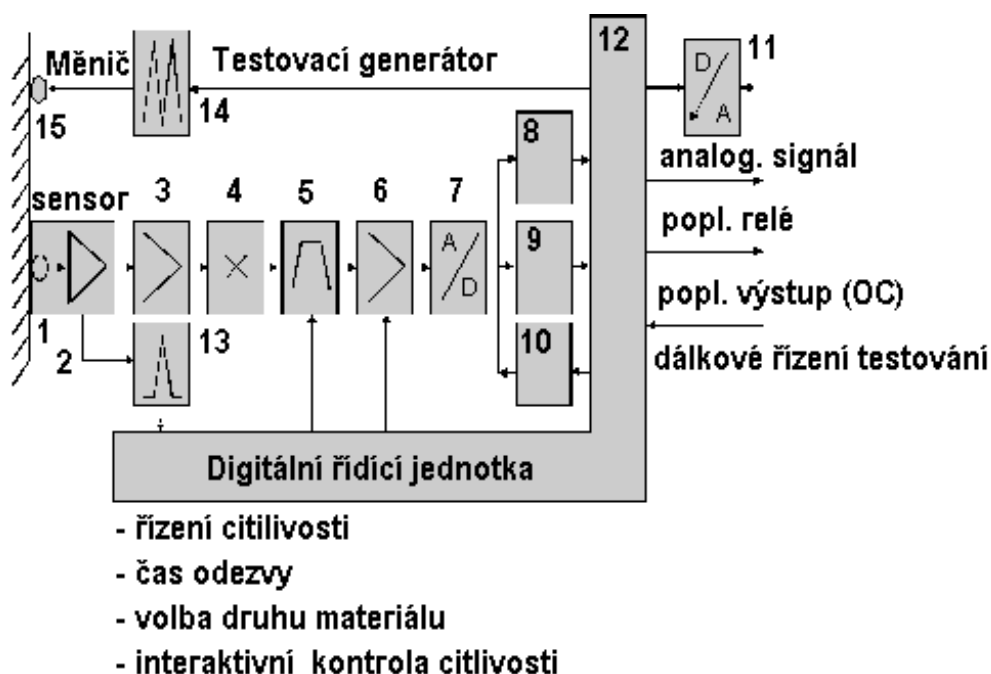 12
11
Měnič
Testovací generátor
D
A
15
14
8
analog. signál
sensor
3
4
5
6
7
popl. relé
A
D
9
popl. výstup (OC)
1
2
13
10
dálkové řízení testování
Digitální řídící jednotka
- řízení citilivosti
- čas odezvy
- volba druhu materiálu
- interaktivní kontrola citlivosti